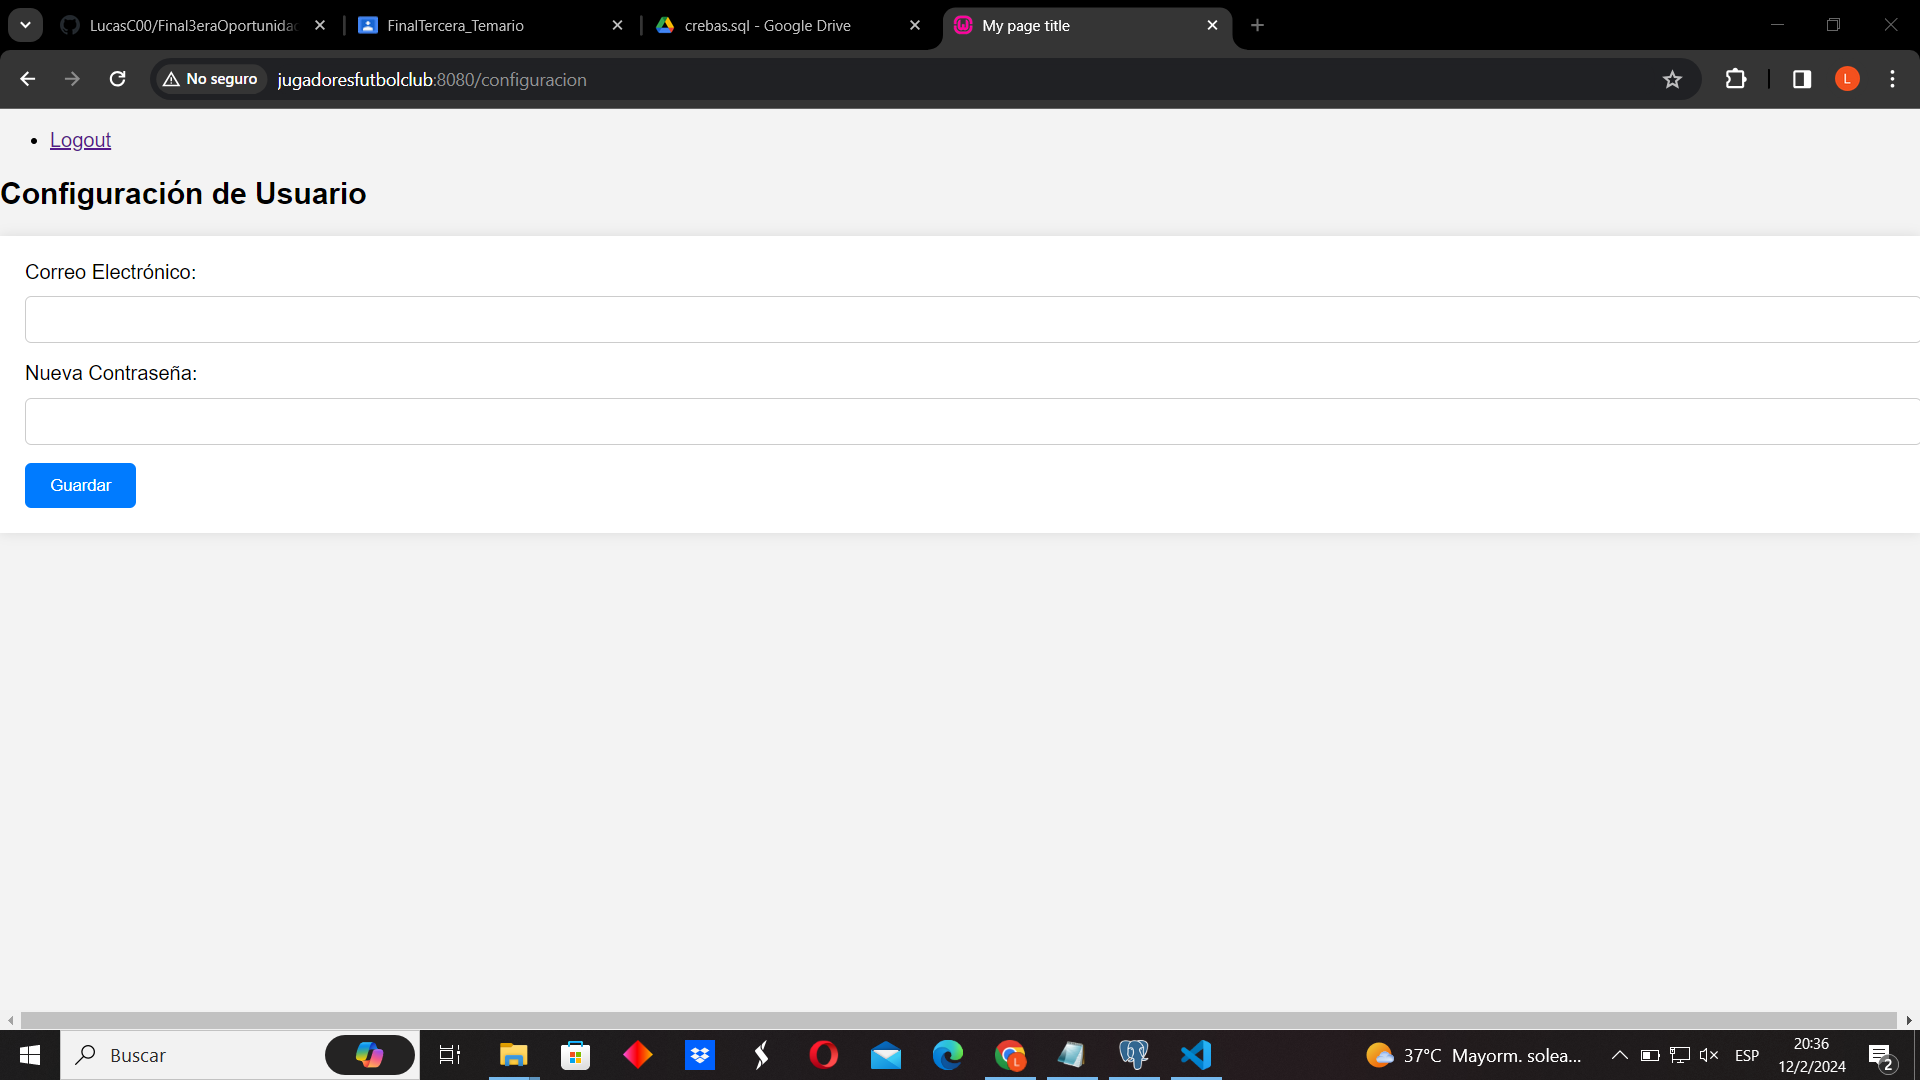 LucasC00/Final3eraOportunidad
FinalTercera_Temario
crebas.sql - Google Drive
My page title
No seguro
jugadoresfutbolclub:8080/configuracion
L
Logout
Configuración de Usuario
Correo Electrónico:
Nueva Contraseña:
Guardar
Buscar
L
37°C Mayorm. solea...
ESP
20:36
12/2/2024
2